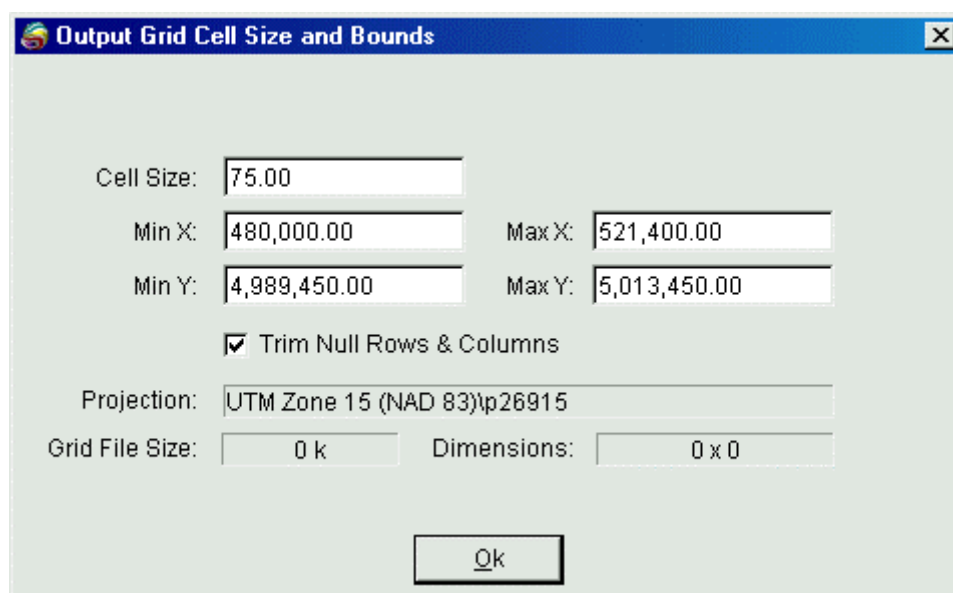 Output Grid Cell Size and Bounds
Cell Size: 75.00
Min X: 480,000.00 Max X: 521,400.00
Min Y: 4,989,450.00 Max Y: 5,013,450.00
Trim Null Rows & Columns
Projection: UTM Zone 15 (NAD 83)\p26915
Grid File Size: 0 k Dimensions: 0 x 0
Ok